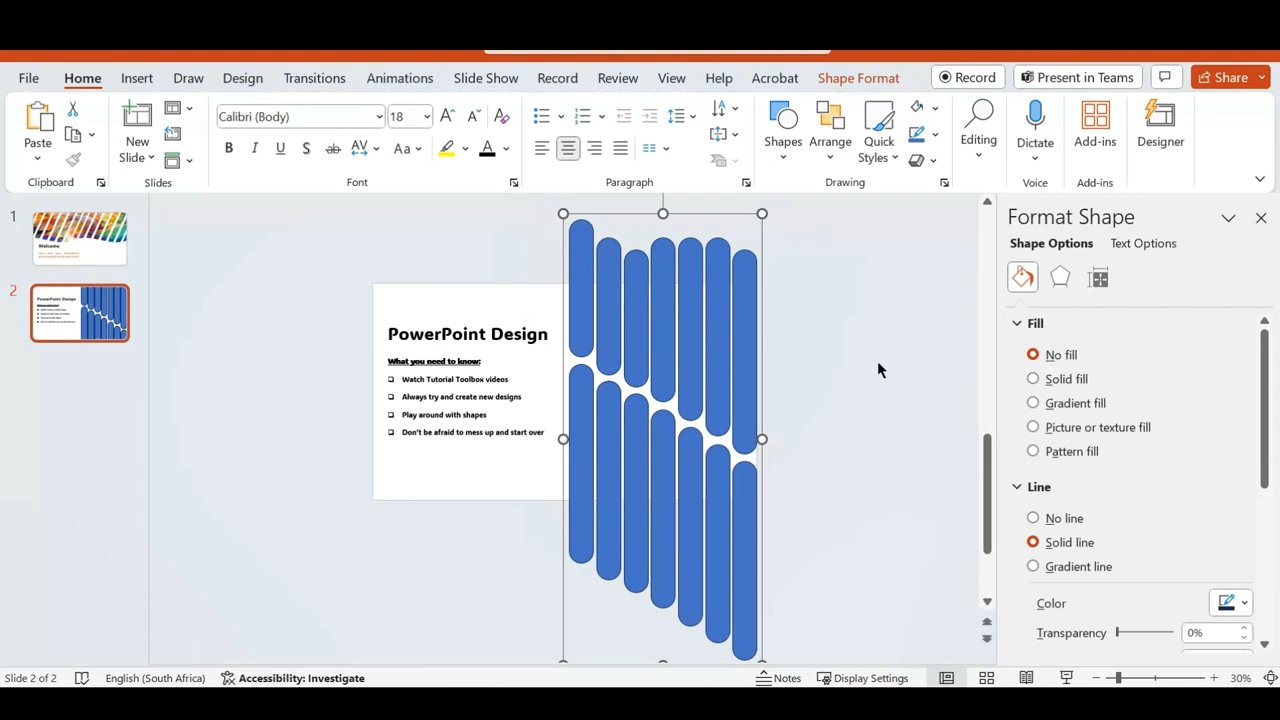 File Home Insert Draw Design Transitions Animations Slide Show Record Review View Help Acrobat Shape Format Record Present in Teams Share
Calibri (Body) 18
Paste New Slide Shapes Arrange Quick Styles Editing Dictate Add-ins Designer
Clipboard Slides Font Paragraph Drawing Voice Add-ins
1
Welcome
2
PowerPoint Design
PowerPoint Design
What you need to know:
Watch Tutorial Toolbox videos
Always try and create new designs
Play around with shapes
Don't be afraid to mess up and start over
Format Shape
Shape Options Text Options
Fill
No fill
Solid fill
Gradient fill
Picture or texture fill
Pattern fill
Line
No line
Solid line
Gradient line
Color
Transparency 0%
Slide 2 of 2 English (South Africa) Accessibility: Investigate Notes Display Settings 30%